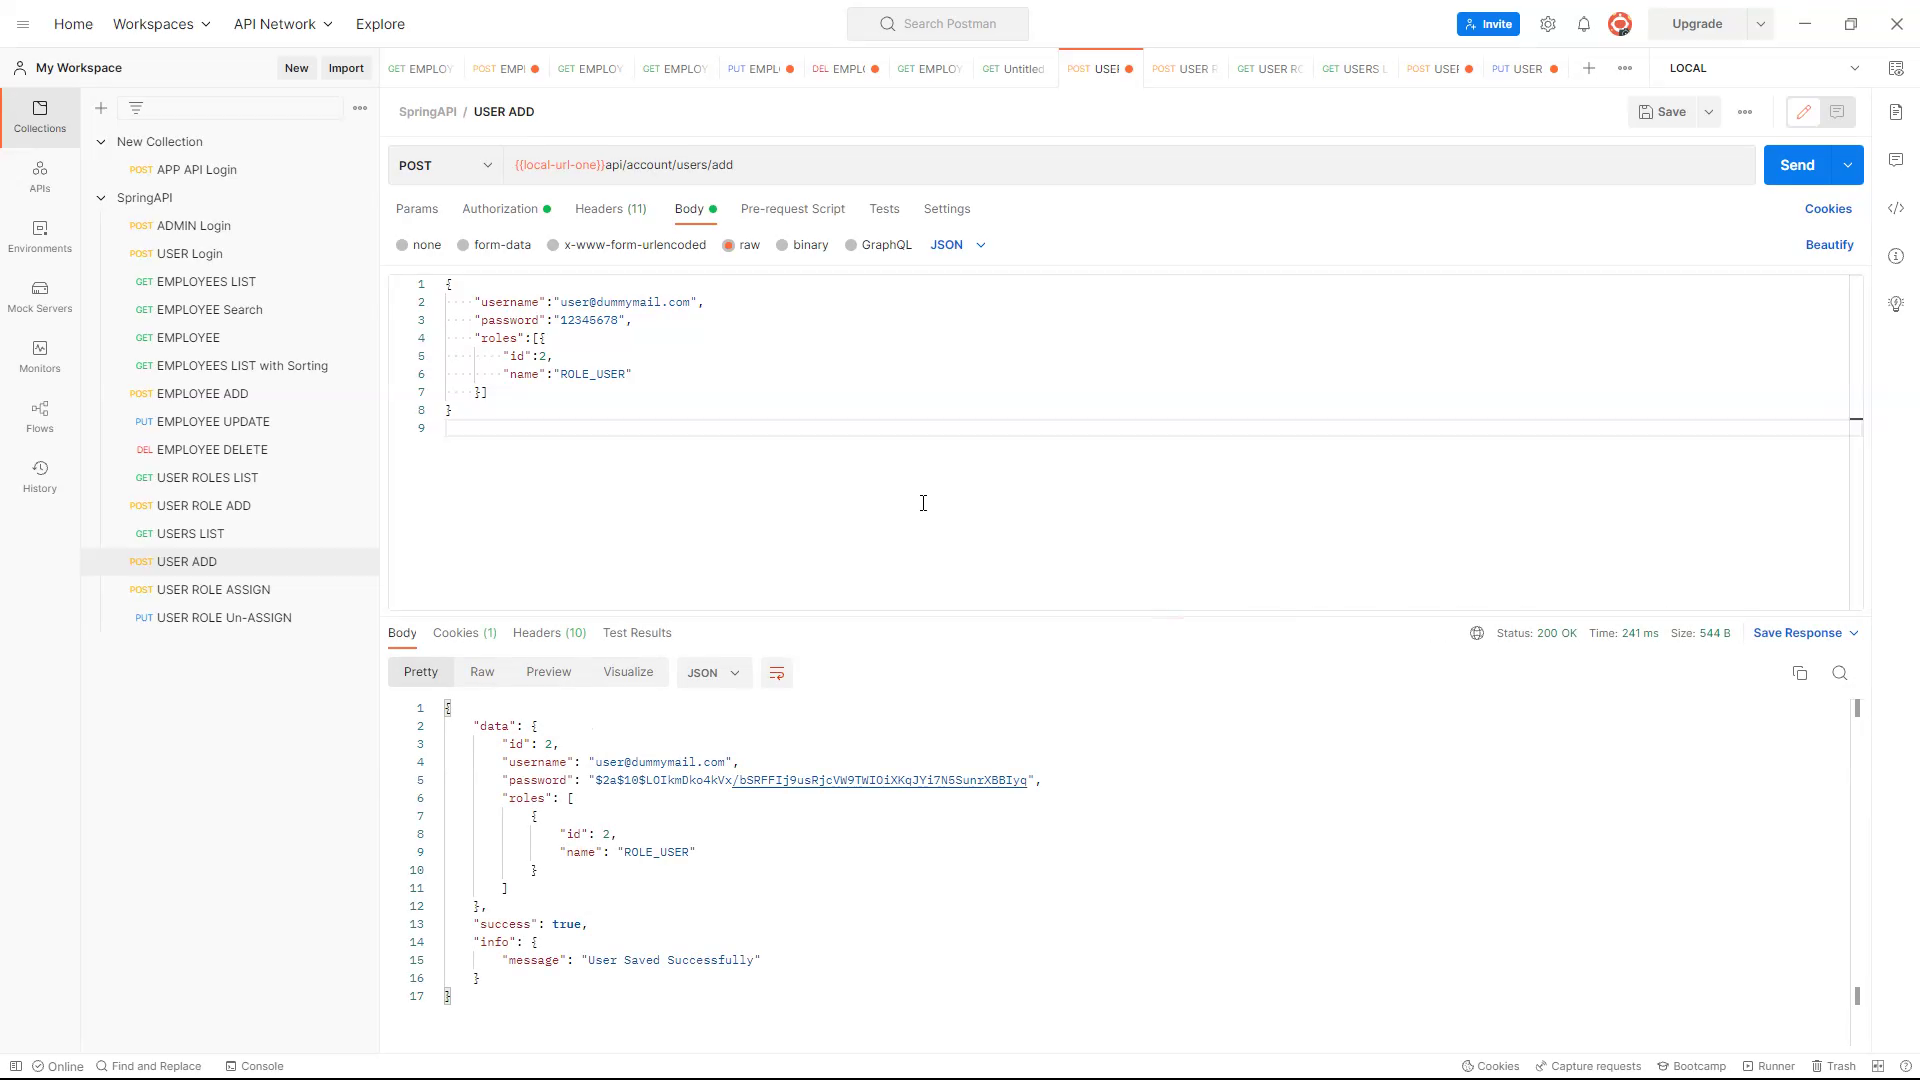 Home
Workspaces
API Network
Explore
Search Postman
Invite
Upgrade
My Workspace
New
Import
GET EMPLOY
POST EMPI
GET EMPLOY
GET EMPLOY
PUT EMPL
DEL EMPL
GET EMPLOY
GET Untitled
POST USEF
POST USER F
GET USER RC
GET USERS L
POST USEF
PUT USER
LOCAL
Collections
APIs
Environments
Mock Servers
Monitors
Flows
History
New Collection
POST APP API Login
SpringAPI
POST ADMIN Login
POST USER Login
GET EMPLOYEES LIST
GET EMPLOYEE Search
GET EMPLOYEE
GET EMPLOYEES LIST with Sorting
POST EMPLOYEE ADD
PUT EMPLOYEE UPDATE
DEL EMPLOYEE DELETE
GET USER ROLES LIST
POST USER ROLE ADD
GET USERS LIST
POST USER ADD
POST USER ROLE ASSIGN
PUT USER ROLE Un-ASSIGN
SpringAPI / USER ADD
Save
POST
{{local-url-one}}api/account/users/add
Send
Params
Authorization
Headers (11)
Body
Pre-request Script
Tests
Settings
Cookies
none
form-data
x-www-form-urlencoded
raw
binary
GraphQL
JSON
Beautify
1 {
2 "username":"user@dummymail.com",
3 "password":"12345678",
4 "roles":[{
5 "id":2,
6 "name":"ROLE_USER"
7 }]
8 }
9
Body
Cookies (1)
Headers (10)
Test Results
Status: 200 OK
Time: 241 ms
Size: 544 B
Save Response
Pretty
Raw
Preview
Visualize
JSON
1 {
2 "data": {
3 "id": 2,
4 "username": "user@dummymail.com",
5 "password": "$2a$10$LOIkmDko4kVx/bSRFFIj9usRjcVW9TWIOiXKqJYi7N5SunrXBBIyq",
6 "roles": [
7 {
8 "id": 2,
9 "name": "ROLE_USER"
10 }
11 ]
12 },
13 "success": true,
14 "info": {
15 "message": "User Saved Successfully"
16 }
17 }
Online
Find and Replace
Console
Cookies
Capture requests
Bootcamp
Runner
Trash